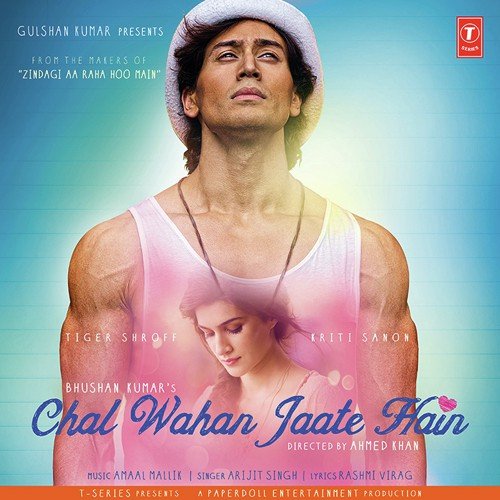 GULSHAN KUMAR PRESENTS
T
SERIES
FROM THE MAKERS OF
"ZINDAGI AA RAHA HOO MAIN"
TIGER SHROFF KRITI SANON
BHUSHAN KUMAR'S
Chal Wahan Jaate Hain
DIRECTED BY AHMED KHAN
MUSIC AMAAL MALLIK | SINGER ARIJIT SINGH | LYRICS RASHMI VIRAG
T-SERIES PRESENTS A PAPERDOLL ENTERTAINMENT PRODUCTION